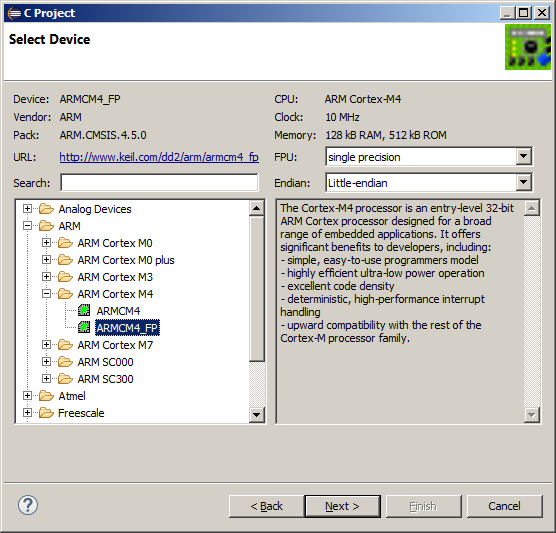 C Project
Select Device
Device: ARMCM4_FP
CPU: ARM Cortex-M4
Vendor: ARM
Clock: 10 MHz
Pack: ARM.CMSIS.4.5.0
Memory: 128 kB RAM, 512 kB ROM
URL: http://www.keil.com/dd2/arm/armcm4_fp
FPU: single precision
Search:
Endian: Little-endian
Analog Devices
ARM
ARM Cortex M0
ARM Cortex M0 plus
ARM Cortex M3
ARM Cortex M4
ARMCM4
ARMCM4_FP
ARM Cortex M7
ARM SC000
ARM SC300
Atmel
Freescale
The Cortex-M4 processor is an entry-level 32-bit
ARM Cortex processor designed for a broad
range of embedded applications. It offers
significant benefits to developers, including:
- simple, easy-to-use programmers model
- highly efficient ultra-low power operation
- excellent code density
- deterministic, high-performance interrupt
handling
- upward compatibility with the rest of the
Cortex-M processor family.
?
< Back
Next >
Finish
Cancel